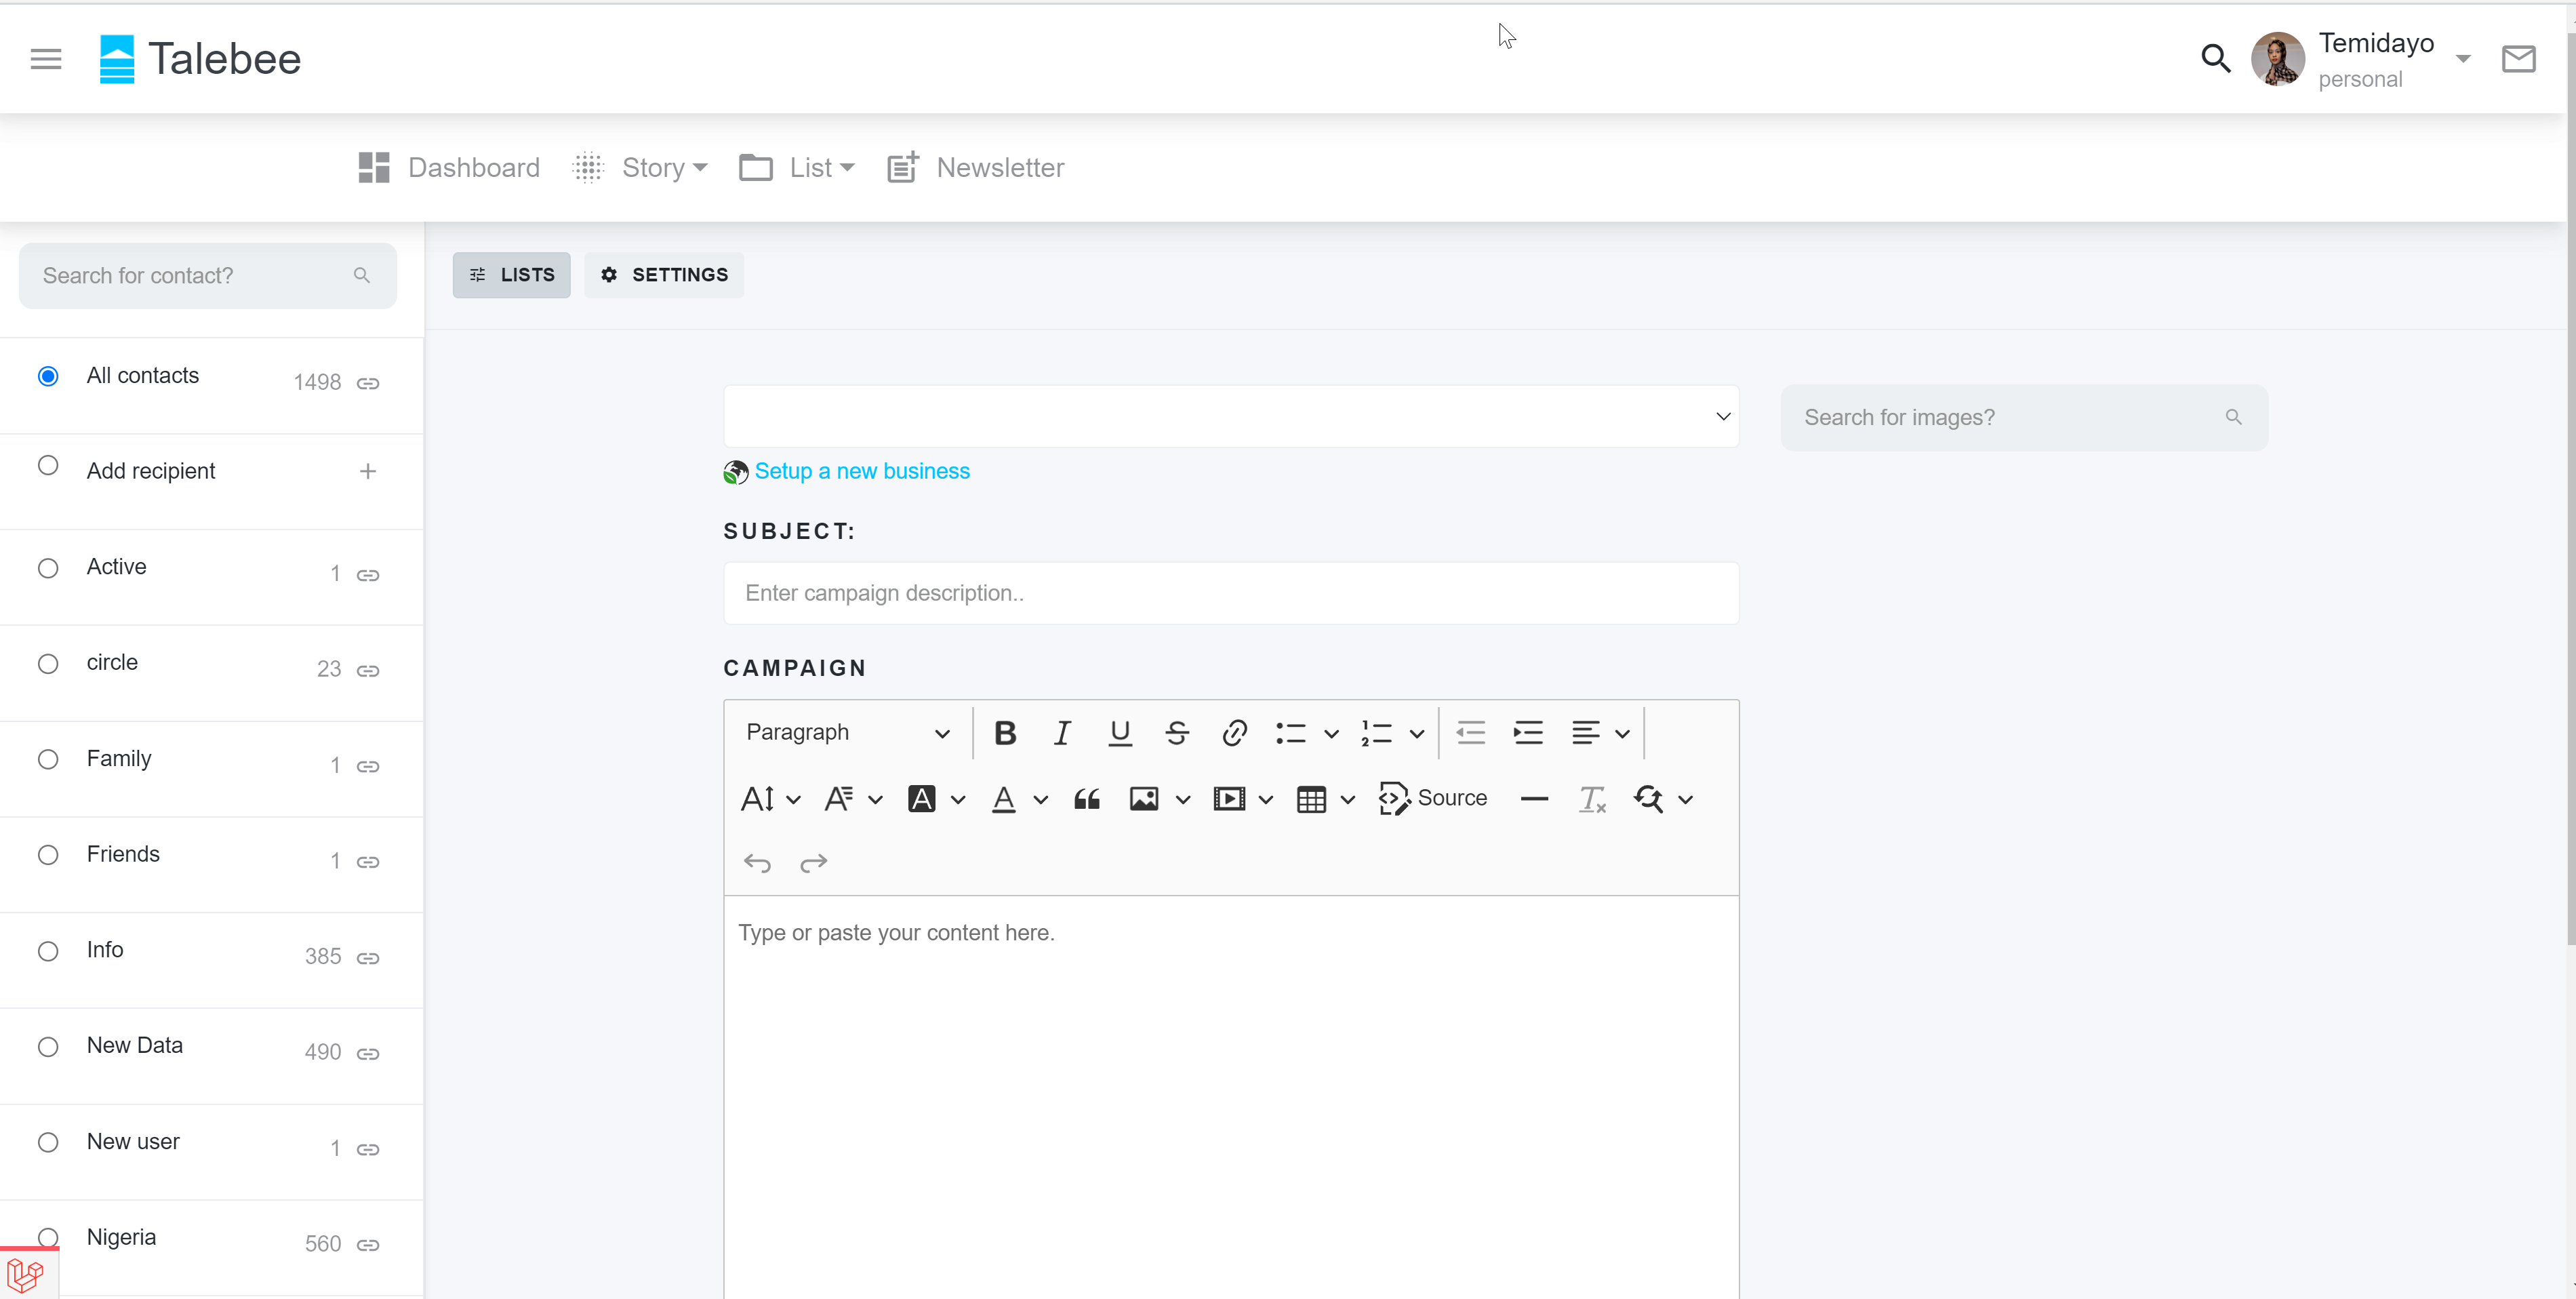 Talebee
Temidayo
personal
Dashboard Story List Newsletter
Search for contact?
LISTS SETTINGS
All contacts 1498
Add recipient
Active 1
circle 23
Family 1
Friends 1
Info 385
New Data 490
New user 1
Nigeria 560
Search for images?
Setup a new business
SUBJECT:
Enter campaign description..
CAMPAIGN
Paragraph
Source
Type or paste your content here.